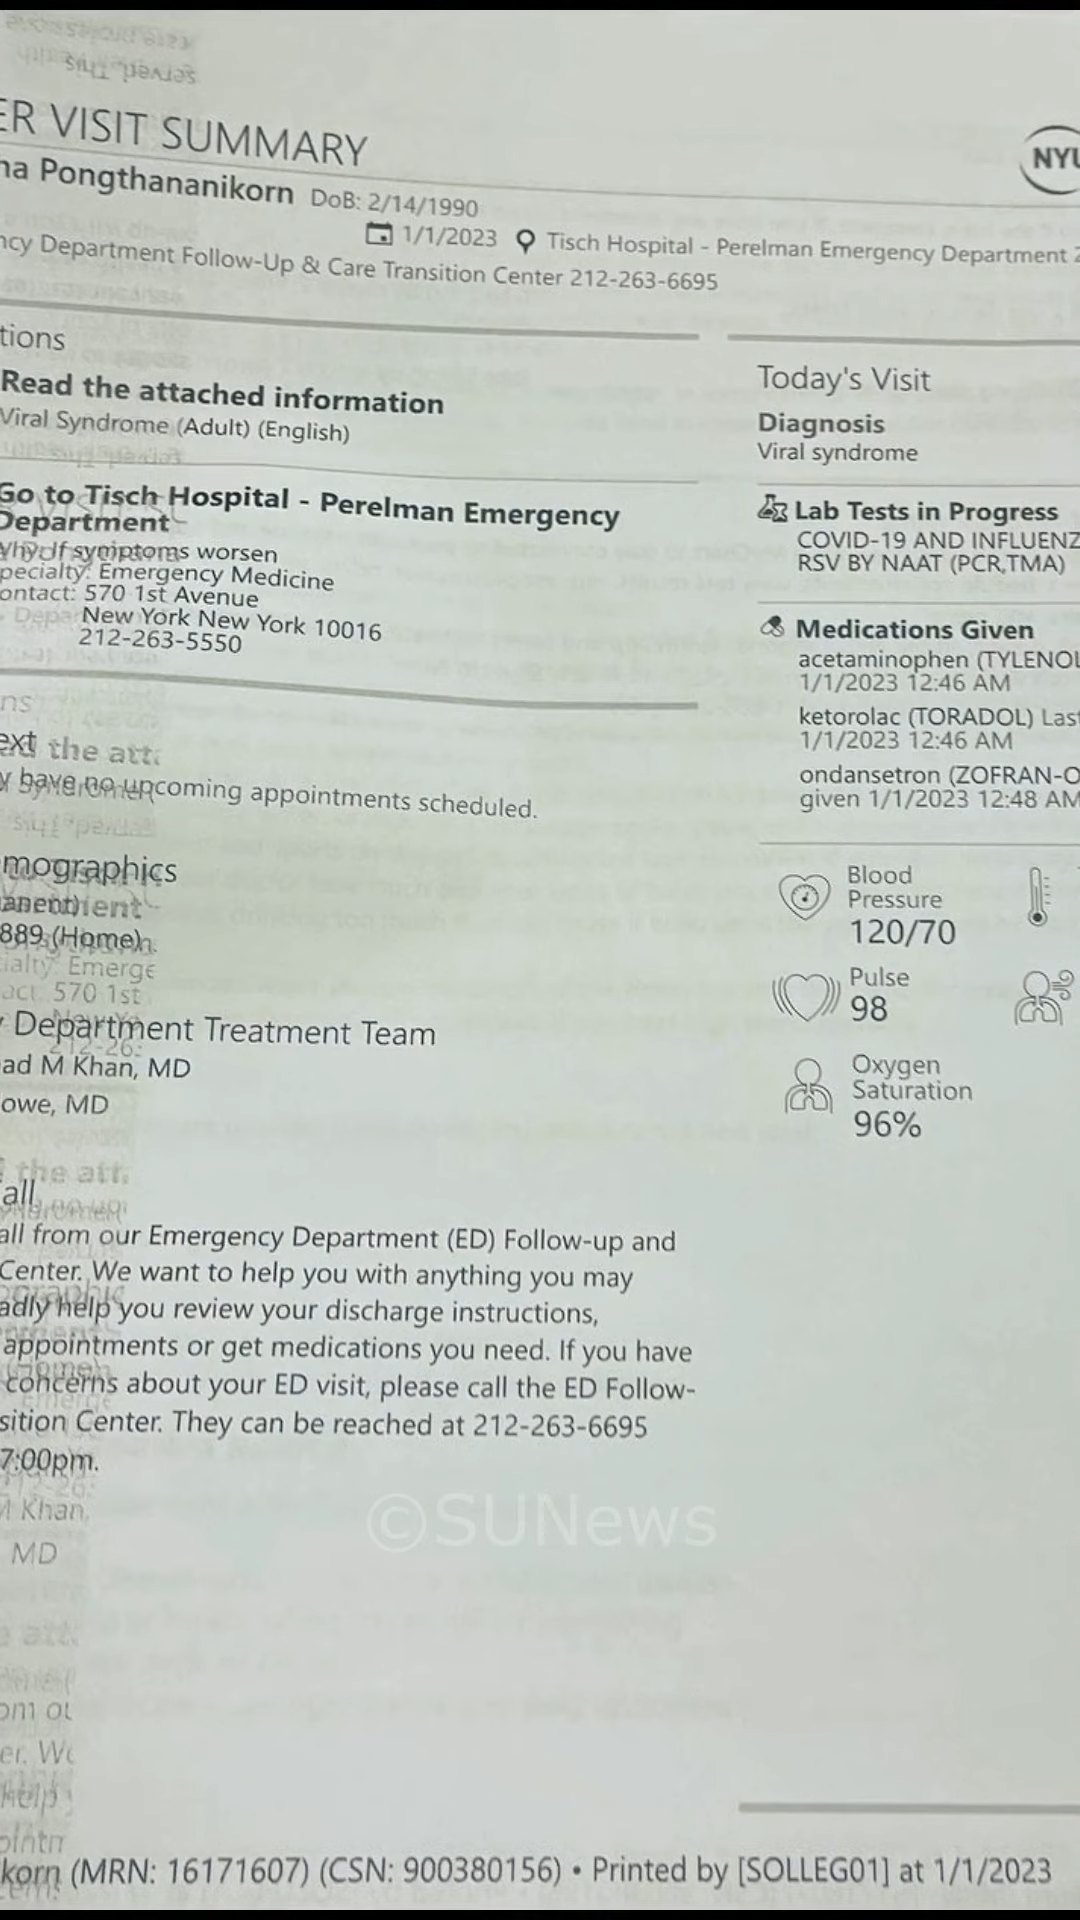 ER VISIT SUMMARY
NYU
na Pongthananikorn DoB: 2/14/1990
1/1/2023 Tisch Hospital - Perelman Emergency Department 2
ncy Department Follow-Up & Care Transition Center 212-263-6695
tions
Read the attached information
Viral Syndrome (Adult) (English)
Go to Tisch Hospital - Perelman Emergency
Department
Why: If symptoms worsen
pecialty: Emergency Medicine
ontact: 570 1st Avenue
New York New York 10016
212-263-5550
ext
y have no upcoming appointments scheduled.
mographics
889 (Home)
y Department Treatment Team
ad M Khan, MD
owe, MD
all
all from our Emergency Department (ED) Follow-up and
Center. We want to help you with anything you may
adly help you review your discharge instructions,
appointments or get medications you need. If you have
concerns about your ED visit, please call the ED Follow-
sition Center. They can be reached at 212-263-6695
7:00pm.
Today's Visit
Diagnosis
Viral syndrome
Lab Tests in Progress
COVID-19 AND INFLUENZ
RSV BY NAAT (PCR,TMA)
Medications Given
acetaminophen (TYLENOL
1/1/2023 12:46 AM
ketorolac (TORADOL) Last
1/1/2023 12:46 AM
ondansetron (ZOFRAN-O
given 1/1/2023 12:48 AM
Blood
Pressure
120/70
Pulse
98
Oxygen
Saturation
96%
©SUNews
korn (MRN: 16171607) (CSN: 900380156) • Printed by [SOLLEG01] at 1/1/2023